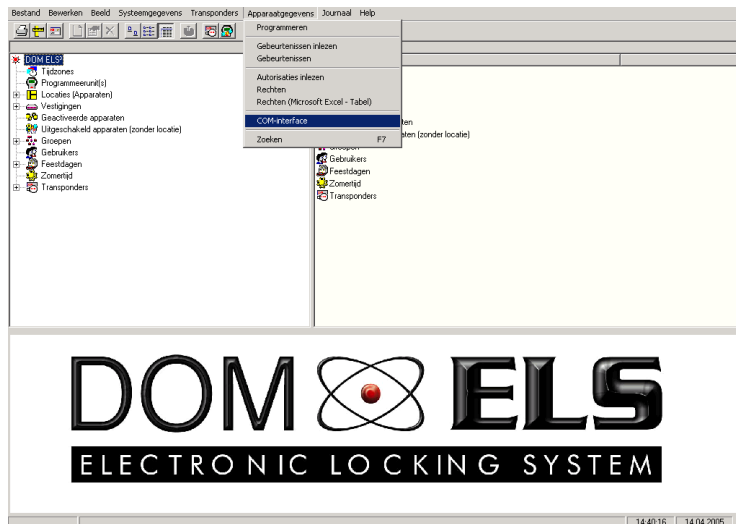 Bestand Bewerken Beeld Systeemgegevens Transponders Apparaatgegevens Journaal Help
Programmeren
Gebeurtenissen inlezen
Gebeurtenissen
Autorisaties inlezen
Rechten
Rechten (Microsoft Excel - Tabel)
COM-interface
Zoeken F7
DOM ELS
Tijdzones
Programmeerunit(s)
Locaties (Apparaten)
Vestigingen
Geactiveerde apparaten
Uitgeschakeld apparaten (zonder locatie)
Groepen
Gebruikers
Feestdagen
Zomertijd
Transponders
(zonder locatie)
Groepen
Gebruikers
Feestdagen
Zomertijd
Transponders
DOM ELS
ELECTRONIC LOCKING SYSTEM
14:40:16 14.04.2005